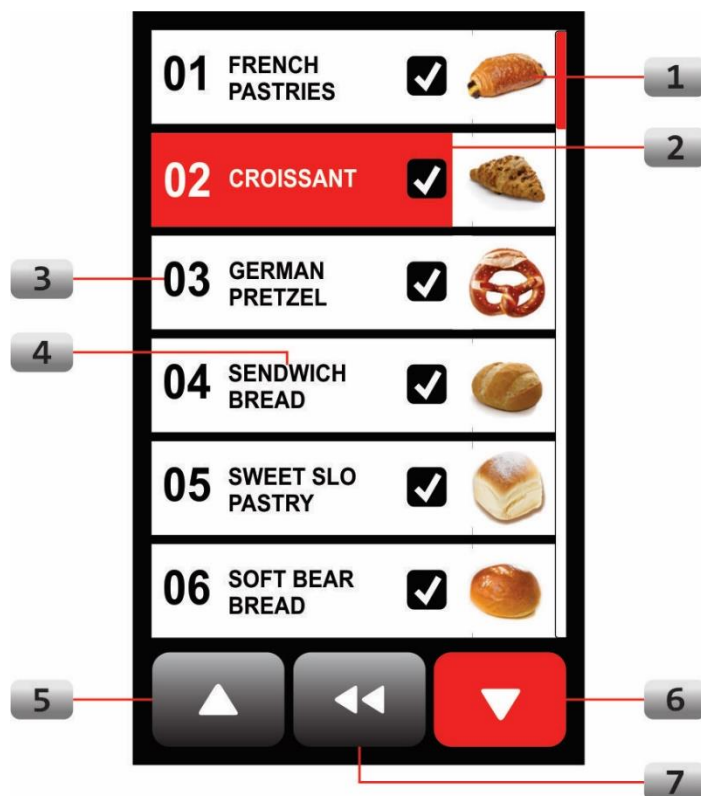 01 FRENCH
PASTRIES
1
2
02 CROISSANT
03 GERMAN
PRETZEL
3
4
04 SENDWICH
BREAD
05 SWEET SLO
PASTRY
06 SOFT BEAR
BREAD
5
6
7